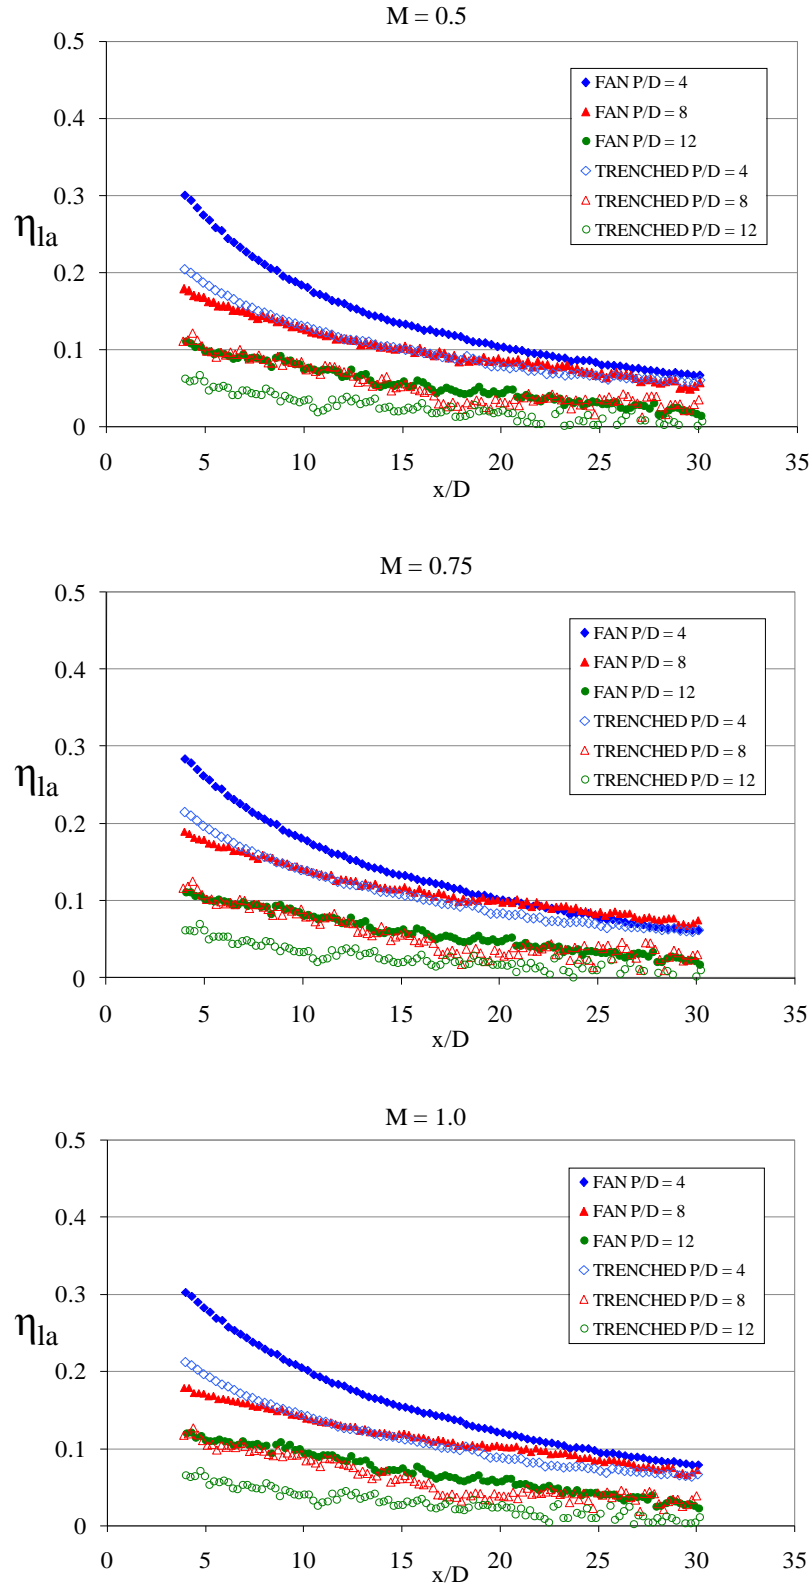 M = 0.5
0.5
0.4
0.3
0.2
0.1
0
ηla
FAN P/D = 4
FAN P/D = 8
FAN P/D = 12
TRENCHED P/D = 4
TRENCHED P/D = 8
TRENCHED P/D = 12
0 5 10 15 20 25 30 35
x/D
M = 0.75
0.5
0.4
0.3
0.2
0.1
0
ηla
FAN P/D = 4
FAN P/D = 8
FAN P/D = 12
TRENCHED P/D = 4
TRENCHED P/D = 8
TRENCHED P/D = 12
0 5 10 15 20 25 30 35
x/D
M = 1.0
0.5
0.4
0.3
0.2
0.1
0
ηla
FAN P/D = 4
FAN P/D = 8
FAN P/D = 12
TRENCHED P/D = 4
TRENCHED P/D = 8
TRENCHED P/D = 12
0 5 10 15 20 25 30 35
x/D